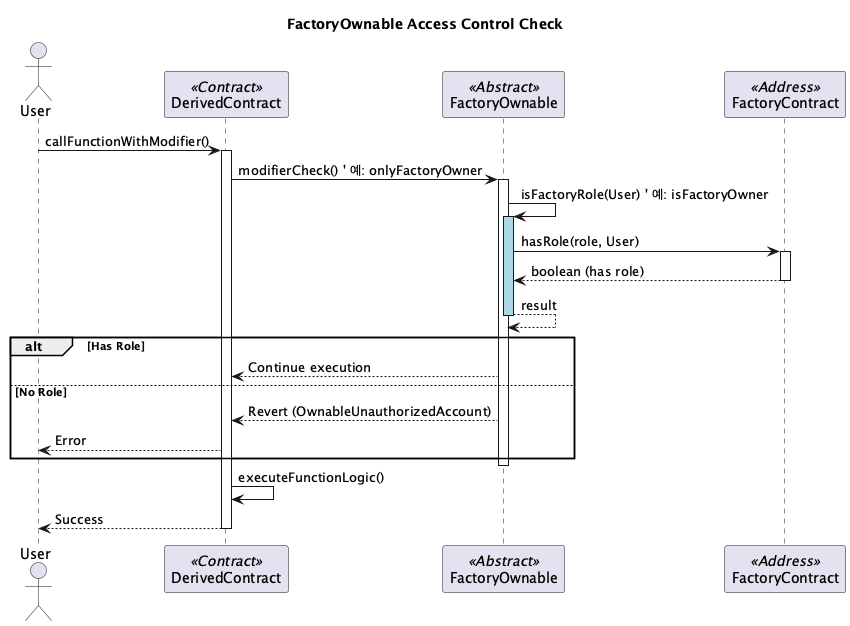 FactoryOwnable Access Control Check
User
«Contract»
DerivedContract
«Abstract»
FactoryOwnable
«Address»
FactoryContract
callFunctionWithModifier()
modifierCheck() ' 예: onlyFactoryOwner
isFactoryRole(User) ' 예: isFactoryOwner
hasRole(role, User)
boolean (has role)
result
alt [Has Role]
Continue execution
[No Role]
Revert (OwnableUnauthorizedAccount)
Error
executeFunctionLogic()
Success
User
«Contract»
DerivedContract
«Abstract»
FactoryOwnable
«Address»
FactoryContract